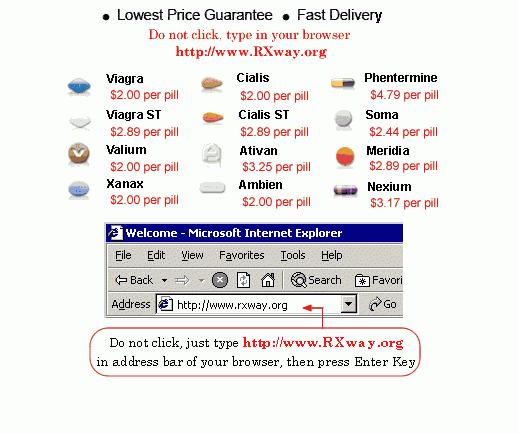 • Lowest Price Guarantee • Fast Delivery
Do not click. type in your browser
http://www.RXway.org
Viagra
$2.00 per pill
Cialis
$2.00 per pill
Phentermine
$4.79 per pill
Viagra ST
$2.89 per pill
Cialis ST
$2.89 per pill
Soma
$2.44 per pill
Valium
$2.00 per pill
Ativan
$3.25 per pill
Meridia
$2.89 per pill
Xanax
$2.00 per pill
Ambien
$2.00 per pill
Nexium
$3.17 per pill
Welcome - Microsoft Internet Explorer
File Edit View Favorites Tools Help
Back Search Favori
Address http://www.rxway.org Go
Do not click, just type http://www.RXway.org
in address bar of your browser, then press Enter Key